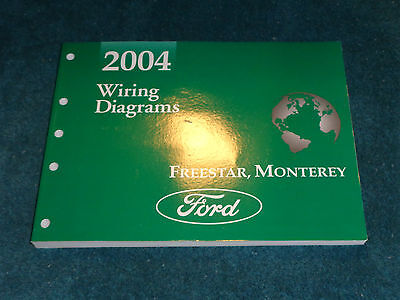 2004
Wiring
Diagrams
FREESTAR, MONTEREY
Ford